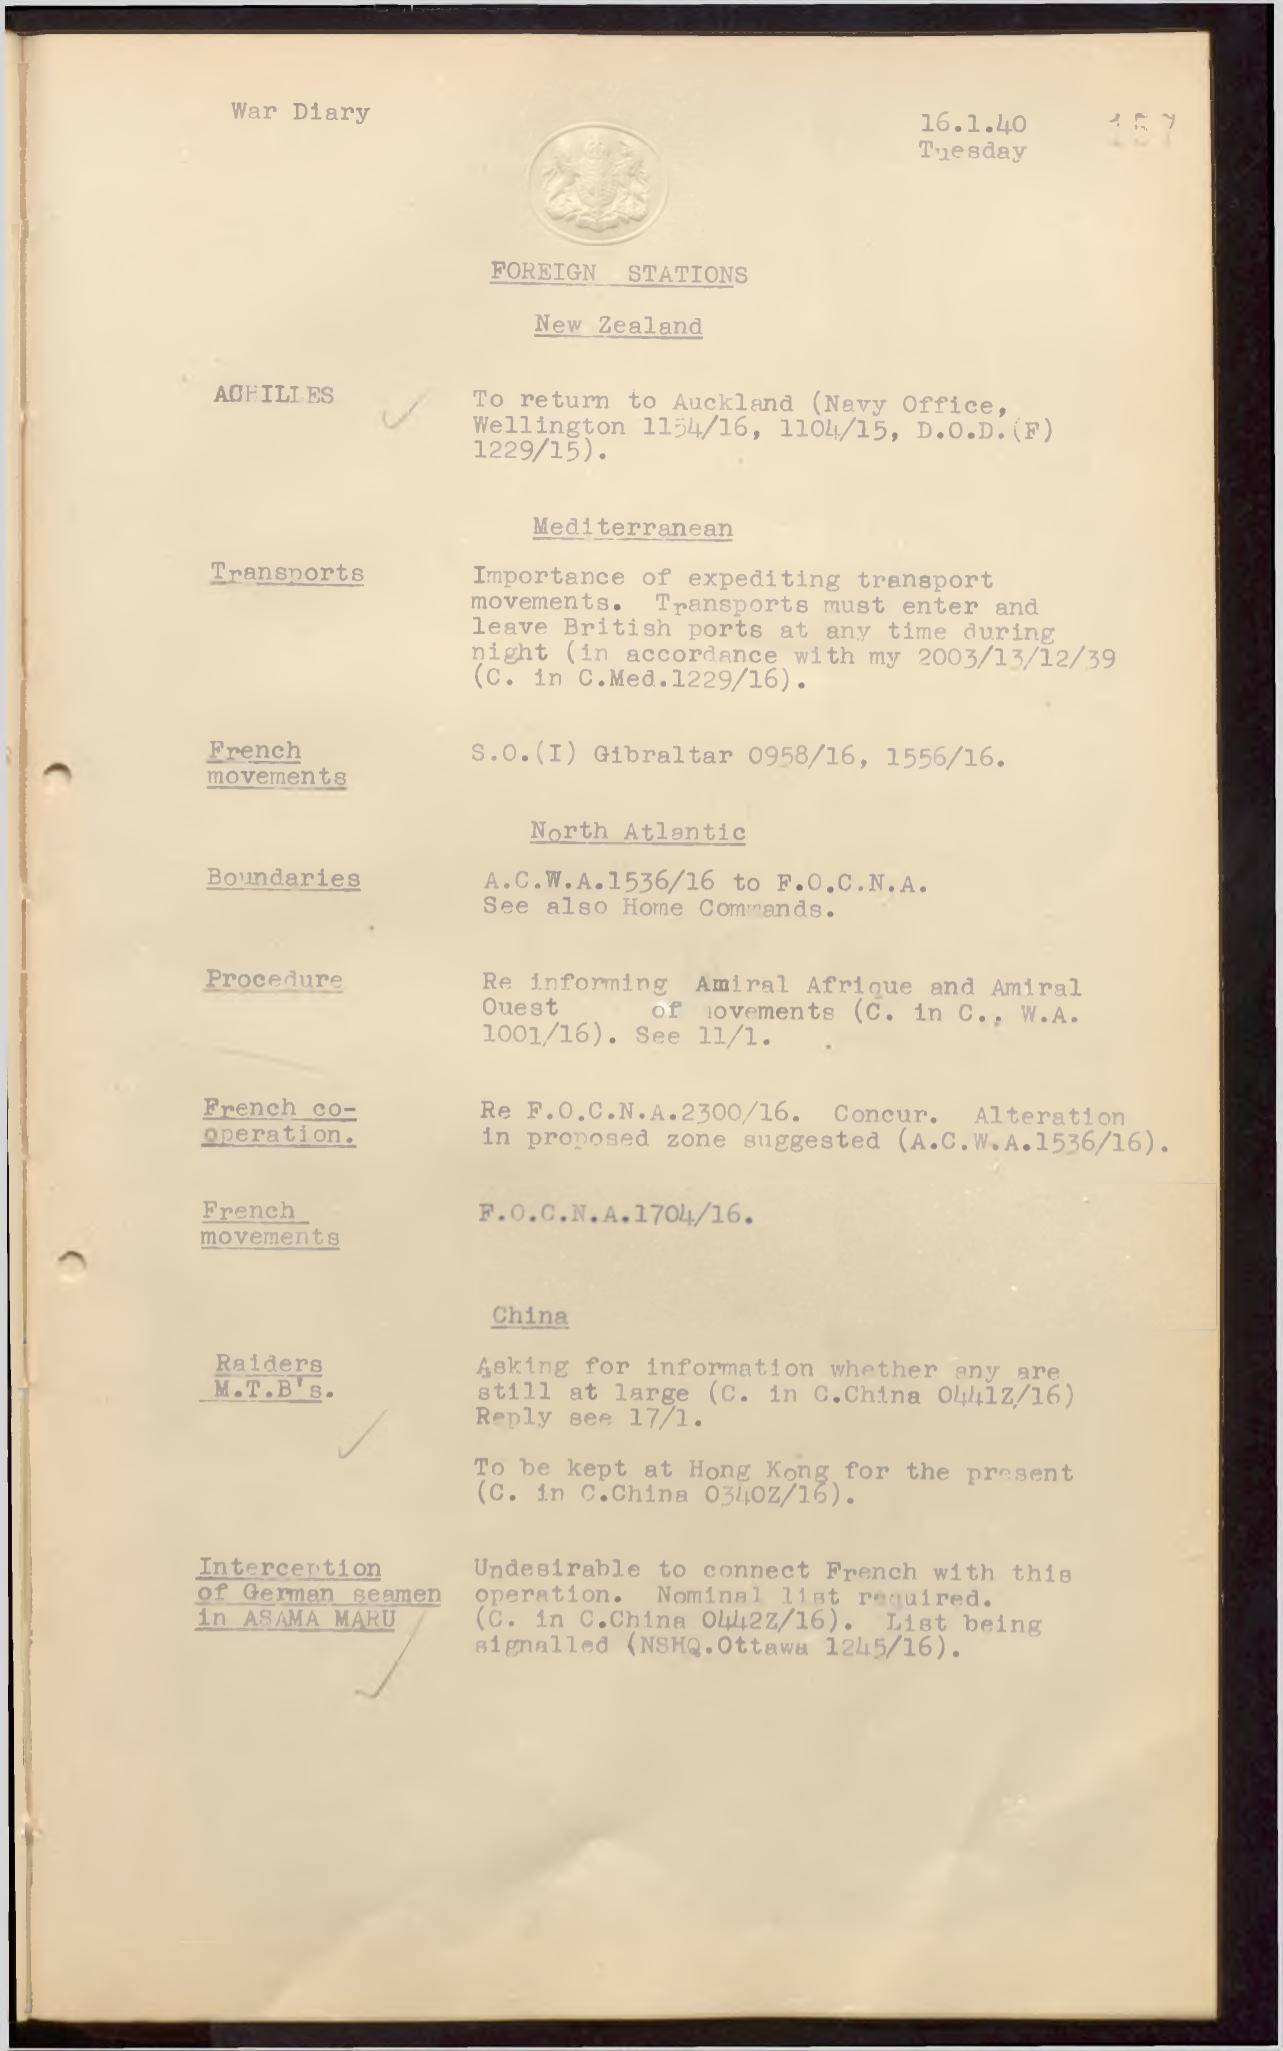 War Diary
16.1.40
157
Tuesday
FOREIGN STATIONS
New Zealand
ACHILLES
To return to Auckland (Navy Office,
Wellington 1154/16, 1104/15, D.O.D.(F)
1229/15).
Mediterranean
Transports
Importance of expediting transport
movements. Transports must enter and
leave British ports at any time during
night (in accordance with my 2003/13/12/39
(C. in C.Med.1229/16).
French
movements
S.O.(I) Gibraltar 0958/16, 1556/16.
North Atlantic
Boundaries
A.C.W.A.1536/16 to F.O.C.N.A.
See also Home Commands.
Procedure
Re informing Amiral Afrique and Amiral
Ouest of movements (C. in C., W.A.
1001/16). See 11/1.
French co-
operation.
Re F.O.C.N.A.2300/16. Concur. Alteration
in proposed zone suggested (A.C.W.A.1536/16).
French
movements
F.O.C.N.A.1704/16.
China
Raiders
M.T.B's.
Asking for information whether any are
still at large (C. in C.China 0441Z/16)
Reply see 17/1.
To be kept at Hong Kong for the present
(C. in C.China 0340Z/16).
Interception
of German seamen
in ASAMA MARU
Undesirable to connect French with this
operation. Nominal list required.
(C. in C.China 0442Z/16). List being
signalled (NSHQ.Ottawa 1245/16).